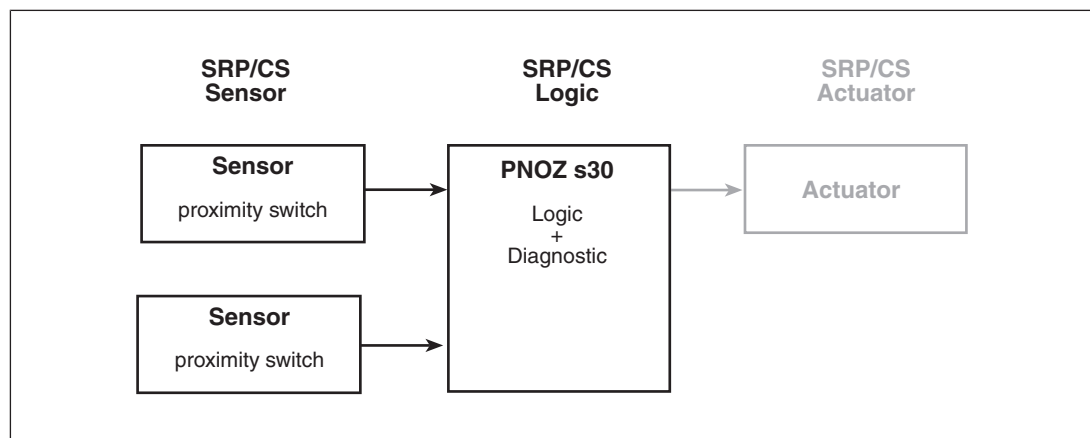 SRP/CS
Sensor
SRP/CS
Logic
SRP/CS
Actuator
Sensor
proximity switch
PNOZ s30
Logic
+
Diagnostic
Actuator
Sensor
proximity switch